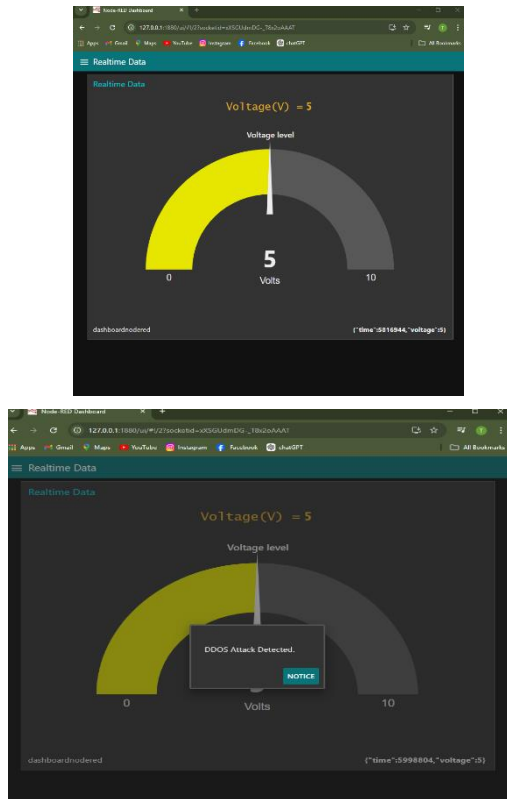 Node-RED Dashboard
127.0.0.1:1880/ui/#!/2?socketid=xXSGUdmDG-_T8x2oAAAT
Apps Gmail Maps YouTube Instagram Facebook chatGPT All Bookmarks
Realtime Data
Realtime Data
Voltage(V) = 5
Voltage level
5
0 Volts 10
dashboardnodered {"time":5816944,"voltage":5}
Node-RED Dashboard
127.0.0.1:1880/ui/#!/2?socketid=xXSGUdmDG-_T8x2oAAAT
Apps Gmail Maps YouTube Instagram Facebook chatGPT All Bookmarks
Realtime Data
Realtime Data
Voltage(V) = 5
Voltage level
DDOS Attack Detected.
NOTICE
0 Volts 10
dashboardnodered {"time":5998804,"voltage":5}